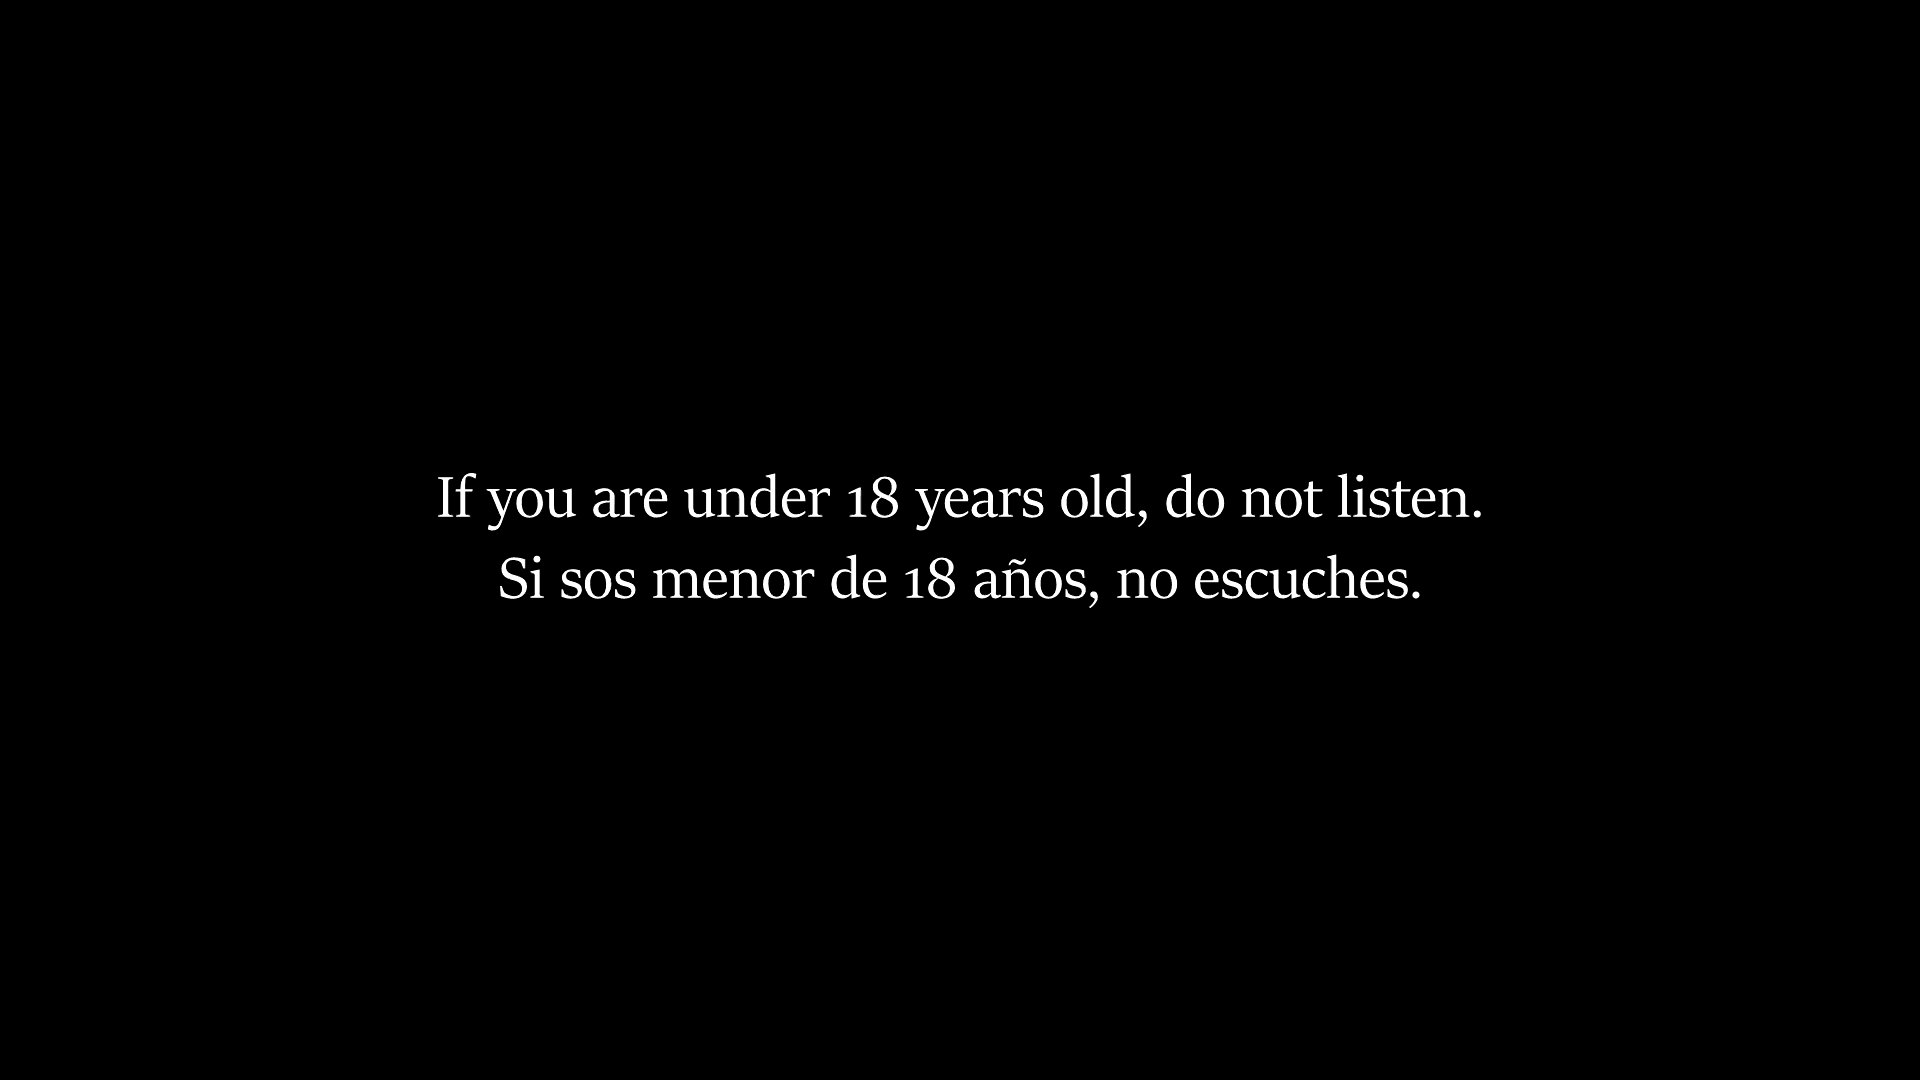 If you are under 18 years old, do not listen.
Si sos menor de 18 años, no escuches.